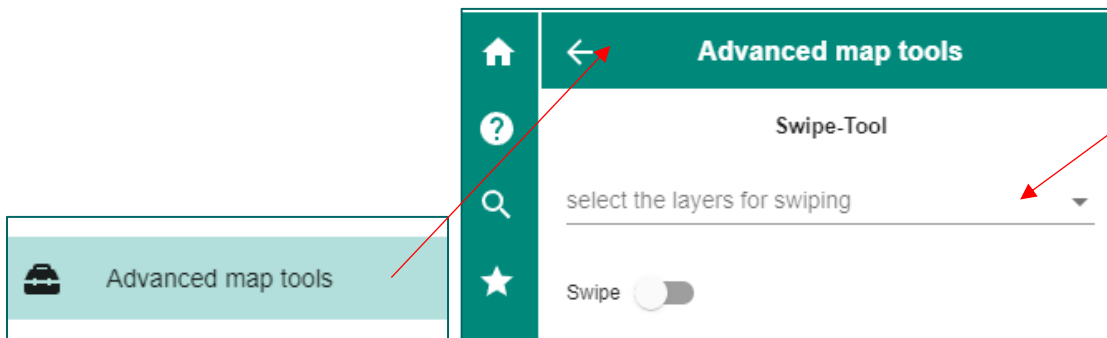 Advanced map tools
Advanced map tools
Swipe-Tool
select the layers for swiping
Swipe